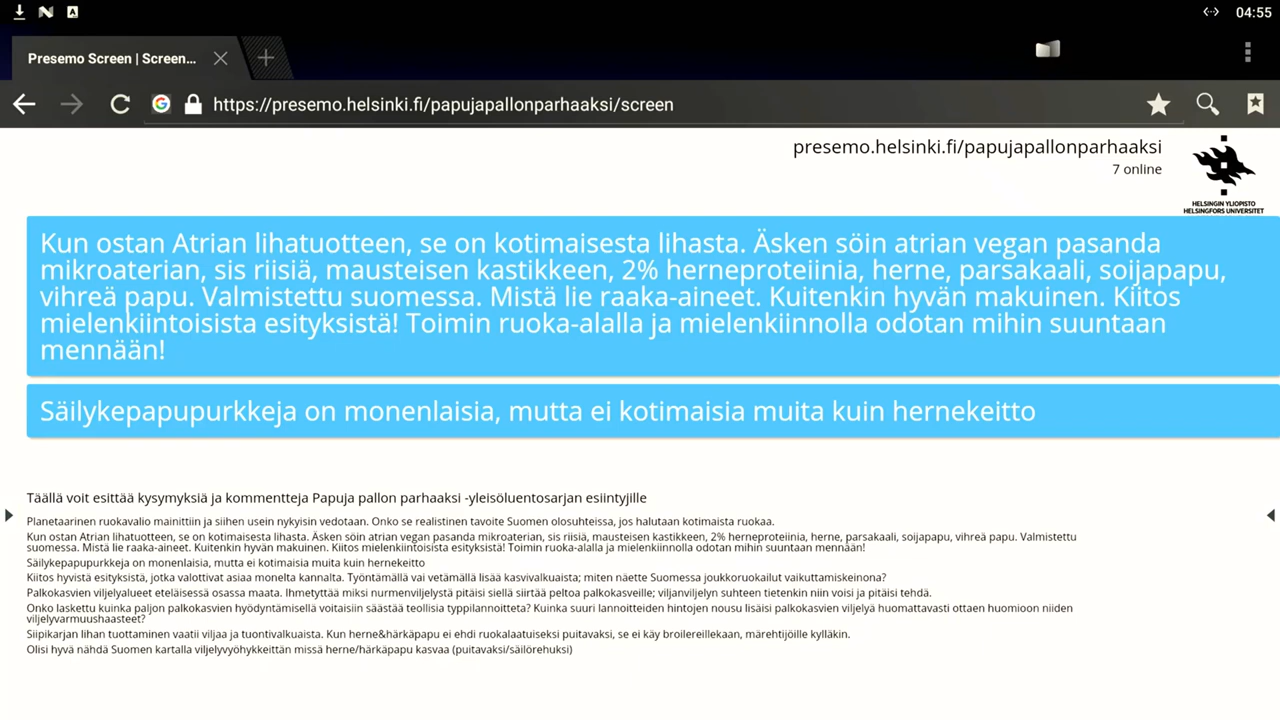 04:55
Presemo Screen | Screen...
https://presemo.helsinki.fi/papujapallonparhaaksi/screen
presemo.helsinki.fi/papujapallonparhaaksi
7 online
HELSINGIN YLIOPISTO
HELSINGFORS UNIVERSITET
Kun ostan Atrian lihatuotteen, se on kotimaisesta lihasta. Äsken söin atrian vegan pasanda
mikroaterian, sis riisiä, mausteisen kastikkeen, 2% herneproteiinia, herne, parsakaali, soijapapu,
vihreä papu. Valmistettu suomessa. Mistä lie raaka-aineet. Kuitenkin hyvän makuinen. Kiitos
mielenkiintoisista esityksistä! Toimin ruoka-alalla ja mielenkiinnolla odotan mihin suuntaan
mennään!
Säilykepapupurkkeja on monenlaisia, mutta ei kotimaisia muita kuin hernekeitto
Täällä voit esittää kysymyksiä ja kommentteja Papuja pallon parhaaksi -yleisöluentosarjan esiintyjille
Planetaarinen ruokavalio mainittiin ja siihen usein nykyisin vedotaan. Onko se realistinen tavoite Suomen olosuhteissa, jos halutaan kotimaista ruokaa.
Kun ostan Atrian lihatuotteen, se on kotimaisesta lihasta. Äsken söin atrian vegan pasanda mikroaterian, sis riisiä, mausteisen kastikkeen, 2% herneproteiinia, herne, parsakaali, soijapapu, vihreä papu. Valmistettu
suomessa. Mistä lie raaka-aineet. Kuitenkin hyvän makuinen. Kiitos mielenkiintoisista esityksistä! Toimin ruoka-alalla ja mielenkiinnolla odotan mihin suuntaan mennään!
Säilykepapupurkkeja on monenlaisia, mutta ei kotimaisia muita kuin hernekeitto
Kiitos hyvistä esityksistä, jotka valottivat asiaa monelta kannalta. Työntämällä vai vetämällä lisää kasvivalkuaista; miten näette Suomessa joukkoruokailut vaikuttamiskeinona?
Palkokasvien viljelyalueet eteläisessä osassa maata. Ihmetyttää miksi nurmenviljelystä pitäisi siellä siirtää peltoa palkokasveille; viljanviljelyn suhteen tietenkin niin voisi ja pitäisi tehdä.
Onko laskettu kuinka paljon palkokasvien hyödyntämisellä voitaisiin säästää teollisia typpilannoitteta? Kuinka suuri lannoitteiden hintojen nousu lisäisi palkokasvien viljelyä huomattavasti ottaen huomioon niiden
viljelyvarmuushaasteet?
Siipikarjan lihan tuottaminen vaatii viljaa ja tuontivalkuaista. Kun herne&härkäpapu ei ehdi ruokalaatuiseksi puitavaksi, se ei käy broilereillekaan, märehtijöille kylläkin.
Olisi hyvä nähdä Suomen kartalla viljelyvyöhykkeittän missä herne/härkäpapu kasvaa (puitavaksi/säilörehuksi)